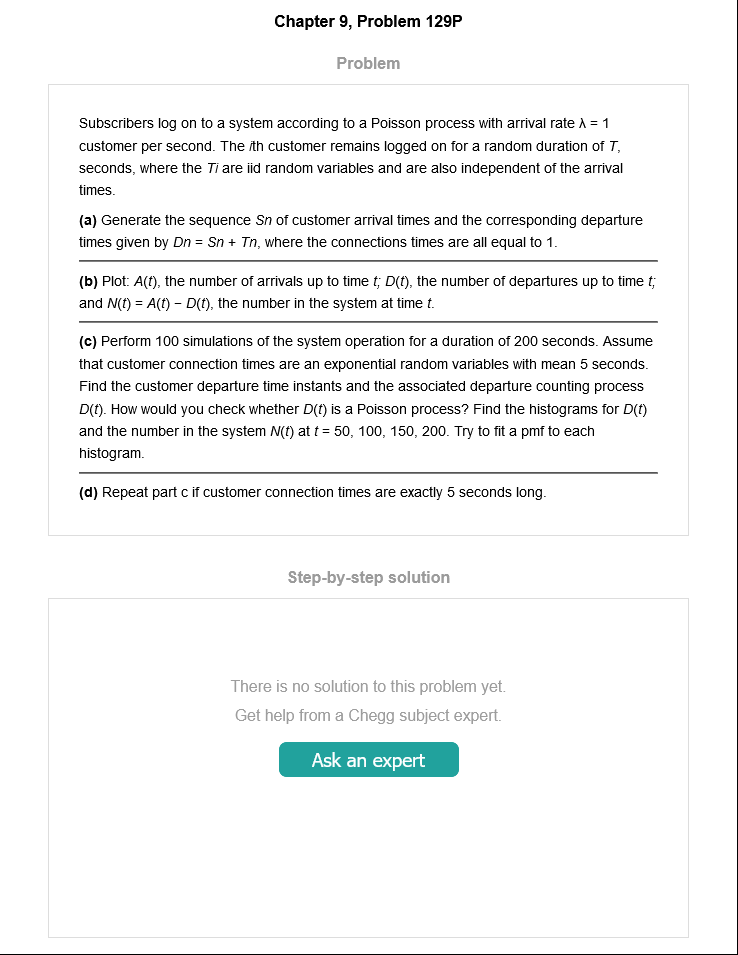 Chapter 9, Problem 129P
Problem
Subscribers log on to a system according to a Poisson process with arrival rate λ = 1
customer per second. The ith customer remains logged on for a random duration of T,
seconds, where the Ti are iid random variables and are also independent of the arrival
times.
(a) Generate the sequence Sn of customer arrival times and the corresponding departure
times given by Dn = Sn + Tn, where the connections times are all equal to 1.
(b) Plot: A(t), the number of arrivals up to time t; D(t), the number of departures up to time t;
and N(t) = A(t) − D(t), the number in the system at time t.
(c) Perform 100 simulations of the system operation for a duration of 200 seconds. Assume
that customer connection times are an exponential random variables with mean 5 seconds.
Find the customer departure time instants and the associated departure counting process
D(t). How would you check whether D(t) is a Poisson process? Find the histograms for D(t)
and the number in the system N(t) at t = 50, 100, 150, 200. Try to fit a pmf to each
histogram.
(d) Repeat part c if customer connection times are exactly 5 seconds long.
Step-by-step solution
There is no solution to this problem yet.
Get help from a Chegg subject expert.
Ask an expert